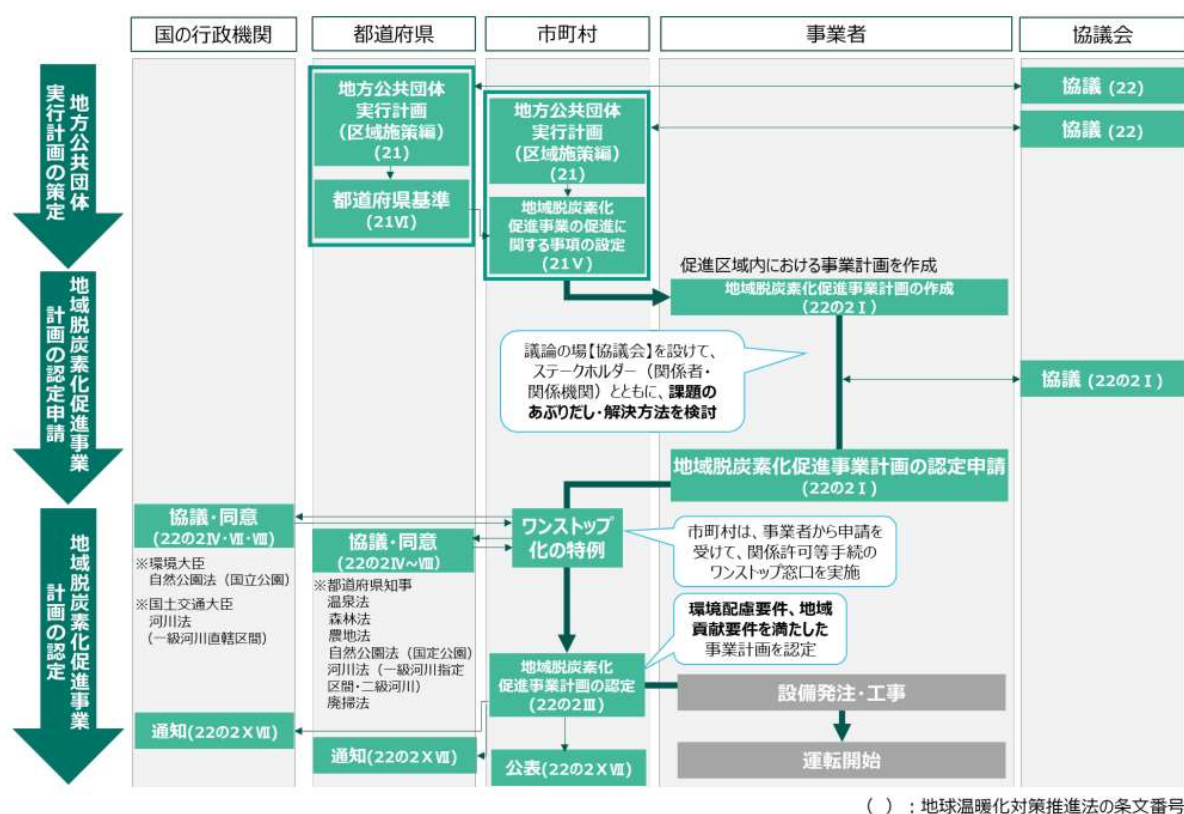 国の行政機関
都道府県
市町村
事業者
協議会
地方公共団体
実行計画の策定
地方公共団体
実行計画
(区域施策編)
(21)
都道府県基準
(21Ⅵ)
地方公共団体
実行計画
(区域施策編)
(21)
地域脱炭素化
促進事業の促進に
関する事項の設定
(21Ⅴ)
協議 (22)
協議 (22)
地域脱炭素化促進事業
計画の認定申請
促進区域内における事業計画を作成
地域脱炭素化促進事業計画の作成
(22の2Ⅰ)
議論の場【協議会】を設けて、
ステークホルダー（関係者・
関係機関）とともに、課題の
あぶりだし・解決方法を検討
協議 (22の2Ⅰ)
地域脱炭素化促進事業計画の認定申請
(22の2Ⅰ)
地域脱炭素化促進事業
計画の認定
協議・同意
(22の2Ⅳ・Ⅶ・Ⅷ)
※環境大臣
自然公園法（国立公園）
※国土交通大臣
河川法
(一級河川直轄区間)
協議・同意
(22の2Ⅳ~Ⅷ)
※都道府県知事
温泉法
森林法
農地法
自然公園法（国定公園）
河川法（一級河川指定
区間・二級河川）
廃掃法
ワンストップ
化の特例
市町村は、事業者から申請を
受けて、関係許可等手続の
ワンストップ窓口を実施
環境配慮要件、地域
貢献要件を満たした
事業計画を認定
地域脱炭素化
促進事業計画の認定
(22の2Ⅲ)
設備発注・工事
運転開始
通知(22の2ⅩⅦ)
通知(22の2ⅩⅦ)
公表(22の2ⅩⅦ)
（ ）：地球温暖化対策推進法の条文番号